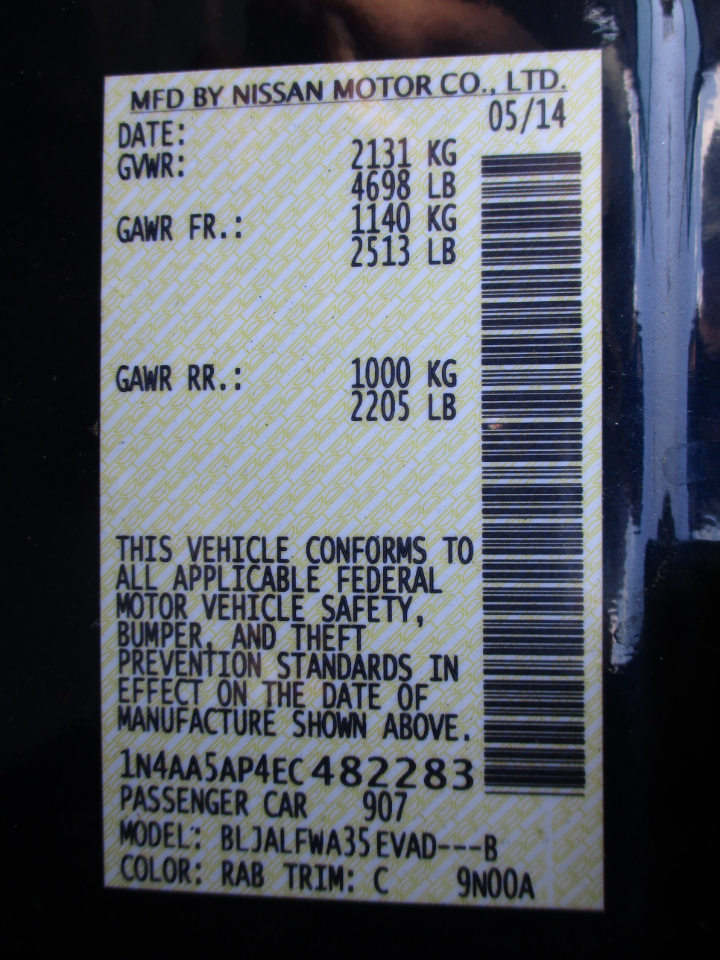 MFD BY NISSAN MOTOR CO., LTD.
DATE: 05/14
GVWR: 2131 KG
4698 LB
GAWR FR.: 1140 KG
2513 LB
GAWR RR.: 1000 KG
2205 LB
THIS VEHICLE CONFORMS TO
ALL APPLICABLE FEDERAL
MOTOR VEHICLE SAFETY,
BUMPER, AND THEFT
PREVENTION STANDARDS IN
EFFECT ON THE DATE OF
MANUFACTURE SHOWN ABOVE.
1N4AA5AP4EC482283
PASSENGER CAR 907
MODEL: BLJALFWA35EVAD---B
COLOR: RAB TRIM: C 9N00A